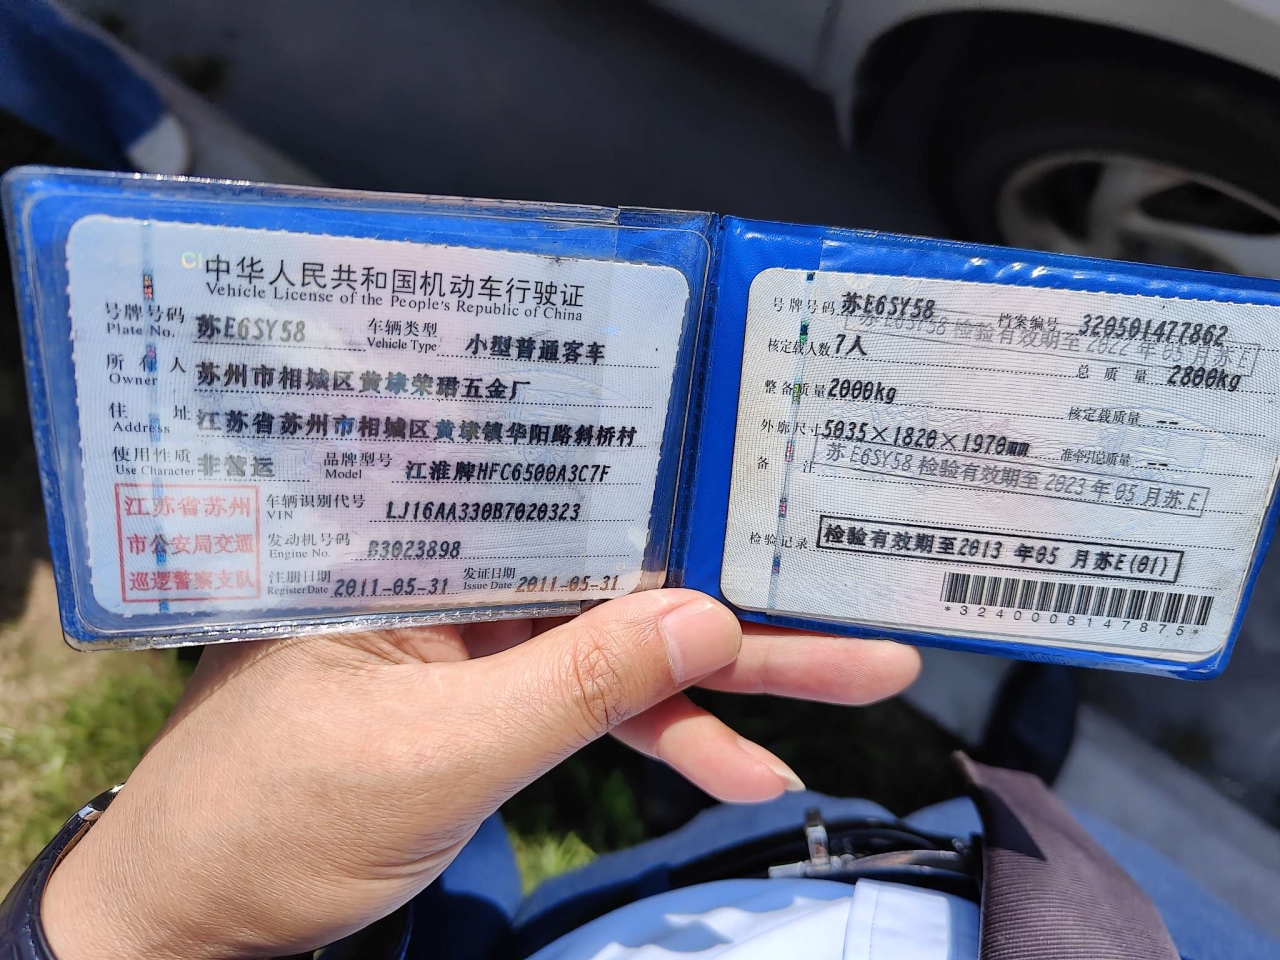 中华人民共和国机动车行驶证
Vehicle License of the People's Republic of China
号牌号码 苏E6SY58 车辆类型 小型普通客车
Plate No. Vehicle Type
所有人 苏州市相城区黄埭荣珺五金厂
Owner
住址 江苏省苏州市相城区黄埭镇华阳路斜桥村
Address
使用性质 非营运 品牌型号 江淮牌HFC6500A3C7F
Use Character Model
江苏省苏州
市公安局交通
巡逻警察支队
车辆识别代号 LJ16AA330B7020323
VIN
发动机号码 B3023898
Engine No.
注册日期 2011-05-31 发证日期 2011-05-31
Register Date Issue Date
号牌号码 苏E6SY58 档案编号 320501477862
苏E6SY58 检验有效期至 2022 年 05 月苏E
核定载人数 7人 总质量 2800kg
整备质量 2000kg 核定载质量 --
外廓尺寸 5035×1820×1970mm 准牵引总质量 --
苏E6SY58 检验有效期至 2023 年 05 月苏E
备注
检验记录 检验有效期至2013 年05 月苏E(01)
*3240008147875*